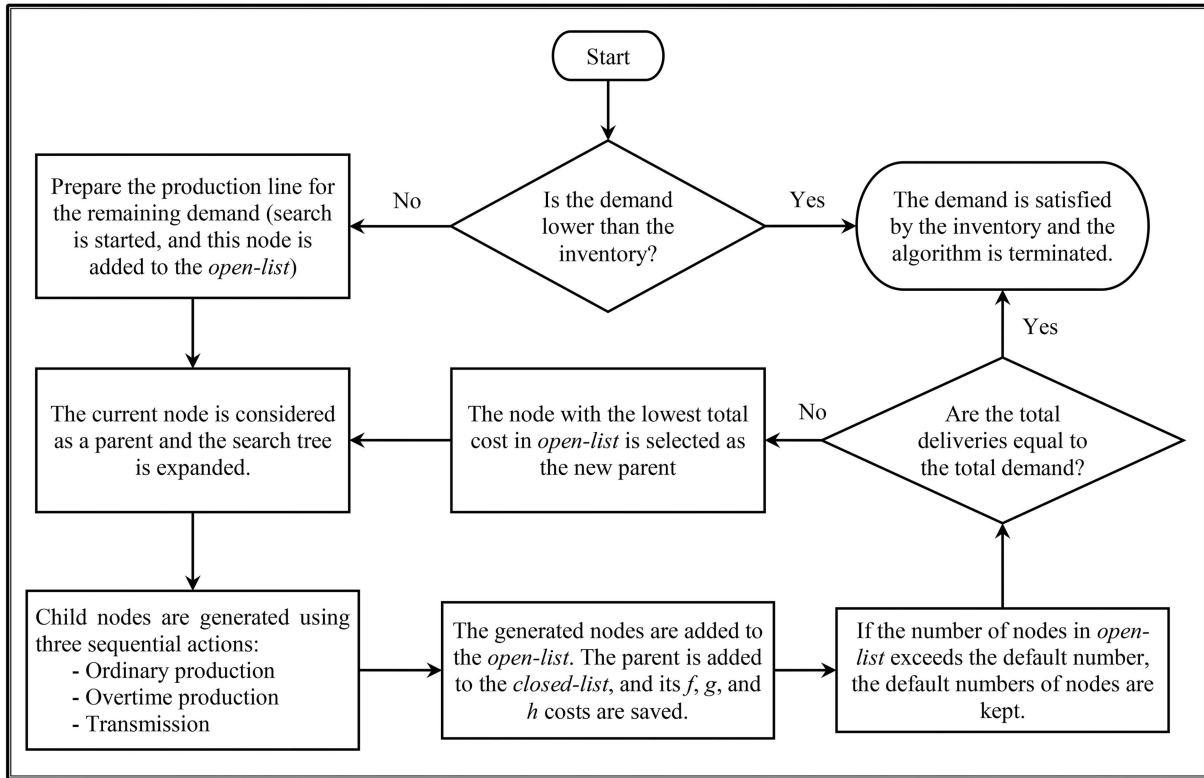 Start
Is the demand
lower than the
inventory?
No
Yes
Prepare the production line for
the remaining demand (search
is started, and this node is
added to the open-list)
The demand is satisfied
by the inventory and the
algorithm is terminated.
Yes
The current node is considered
as a parent and the search tree
is expanded.
The node with the lowest total
cost in open-list is selected as
the new parent
No
Are the total
deliveries equal to
the total demand?
Child nodes are generated using
three sequential actions:
- Ordinary production
- Overtime production
- Transmission
The generated nodes are added to
the open-list. The parent is added
to the closed-list, and its f, g, and
h costs are saved.
If the number of nodes in open-
list exceeds the default number,
the default numbers of nodes are
kept.